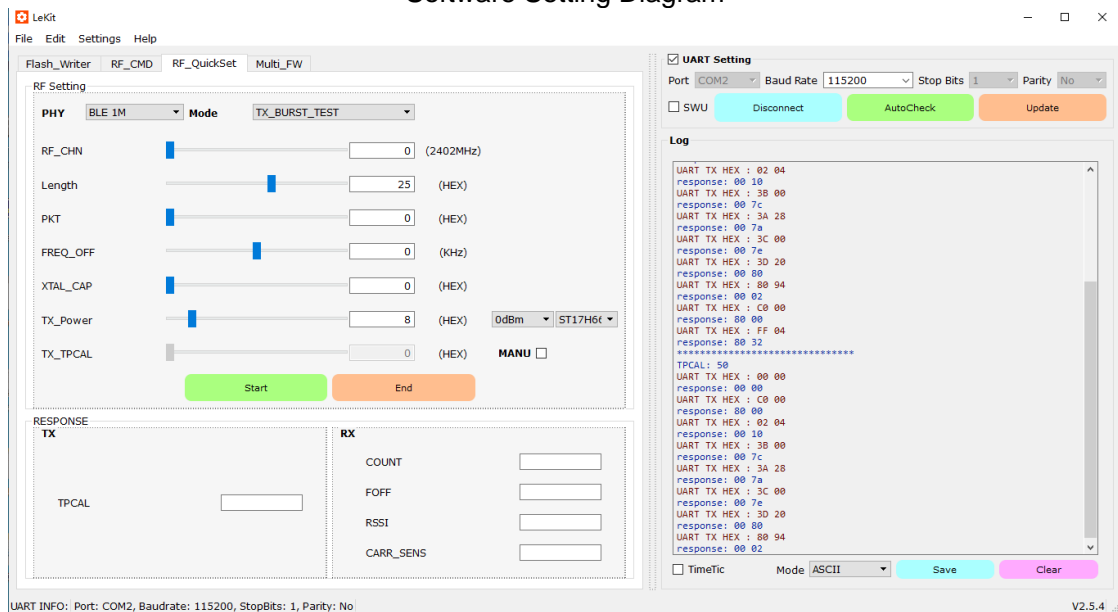 Software Setting Diagram
LeKit
File Edit Settings Help
Flash_Writer RF_CMD RF_QuickSet Multi_FW
RF Setting
PHY BLE 1M Mode TX_BURST_TEST
RF_CHN 0 (2402MHz)
Length 25 (HEX)
PKT 0 (HEX)
FREQ_OFF 0 (KHz)
XTAL_CAP 0 (HEX)
TX_Power 8 (HEX) 0dBm ST17H66
TX_TPCAL 0 (HEX) MANU
Start End
RESPONSE
TX
TPCAL
RX
COUNT
FOFF
RSSI
CARR_SENS
UART Setting
Port COM2 Baud Rate 115200 Stop Bits 1 Parity No
SWU Disconnect AutoCheck Update
Log
UART TX HEX : 02 04
response: 00 10
UART TX HEX : 3B 00
response: 00 7c
UART TX HEX : 3A 28
response: 00 7a
UART TX HEX : 3C 00
response: 00 7e
UART TX HEX : 3D 20
response: 00 80
UART TX HEX : 80 94
response: 00 02
UART TX HEX : C0 00
response: 80 00
UART TX HEX : FF 04
response: 80 32
*******************************
TPCAL: 50
UART TX HEX : 00 00
response: 00 00
UART TX HEX : C0 00
response: 80 00
UART TX HEX : 02 04
response: 00 10
UART TX HEX : 3B 00
response: 00 7c
UART TX HEX : 3A 28
response: 00 7a
UART TX HEX : 3C 00
response: 00 7e
UART TX HEX : 3D 20
response: 00 80
UART TX HEX : 80 94
response: 00 02
TimeTic Mode ASCII Save Clear
UART INFO: Port: COM2, Baudrate: 115200, StopBits: 1, Parity: No
V2.5.4